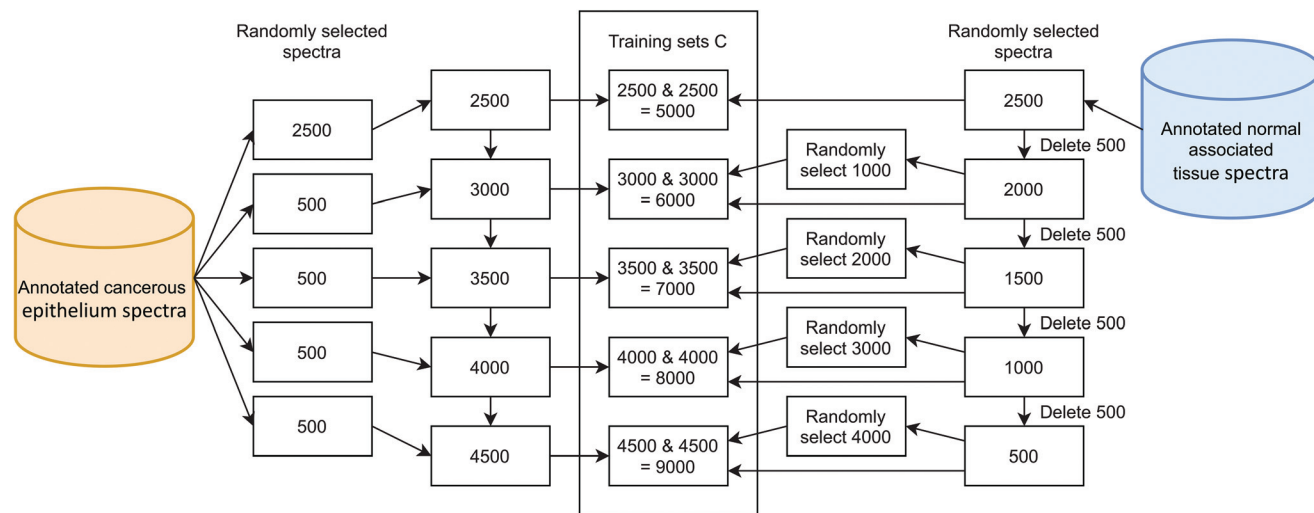 Randomly selected
spectra
Training sets C
Randomly selected
spectra
2500
2500
2500 & 2500
= 5000
2500
Annotated normal
associated
tissue spectra
Delete 500
500
3000
3000 & 3000
= 6000
Randomly
select 1000
2000
Delete 500
Annotated cancerous
epithelium spectra
500
3500
3500 & 3500
= 7000
Randomly
select 2000
1500
Delete 500
500
4000
4000 & 4000
= 8000
Randomly
select 3000
1000
Delete 500
500
4500
4500 & 4500
= 9000
Randomly
select 4000
500